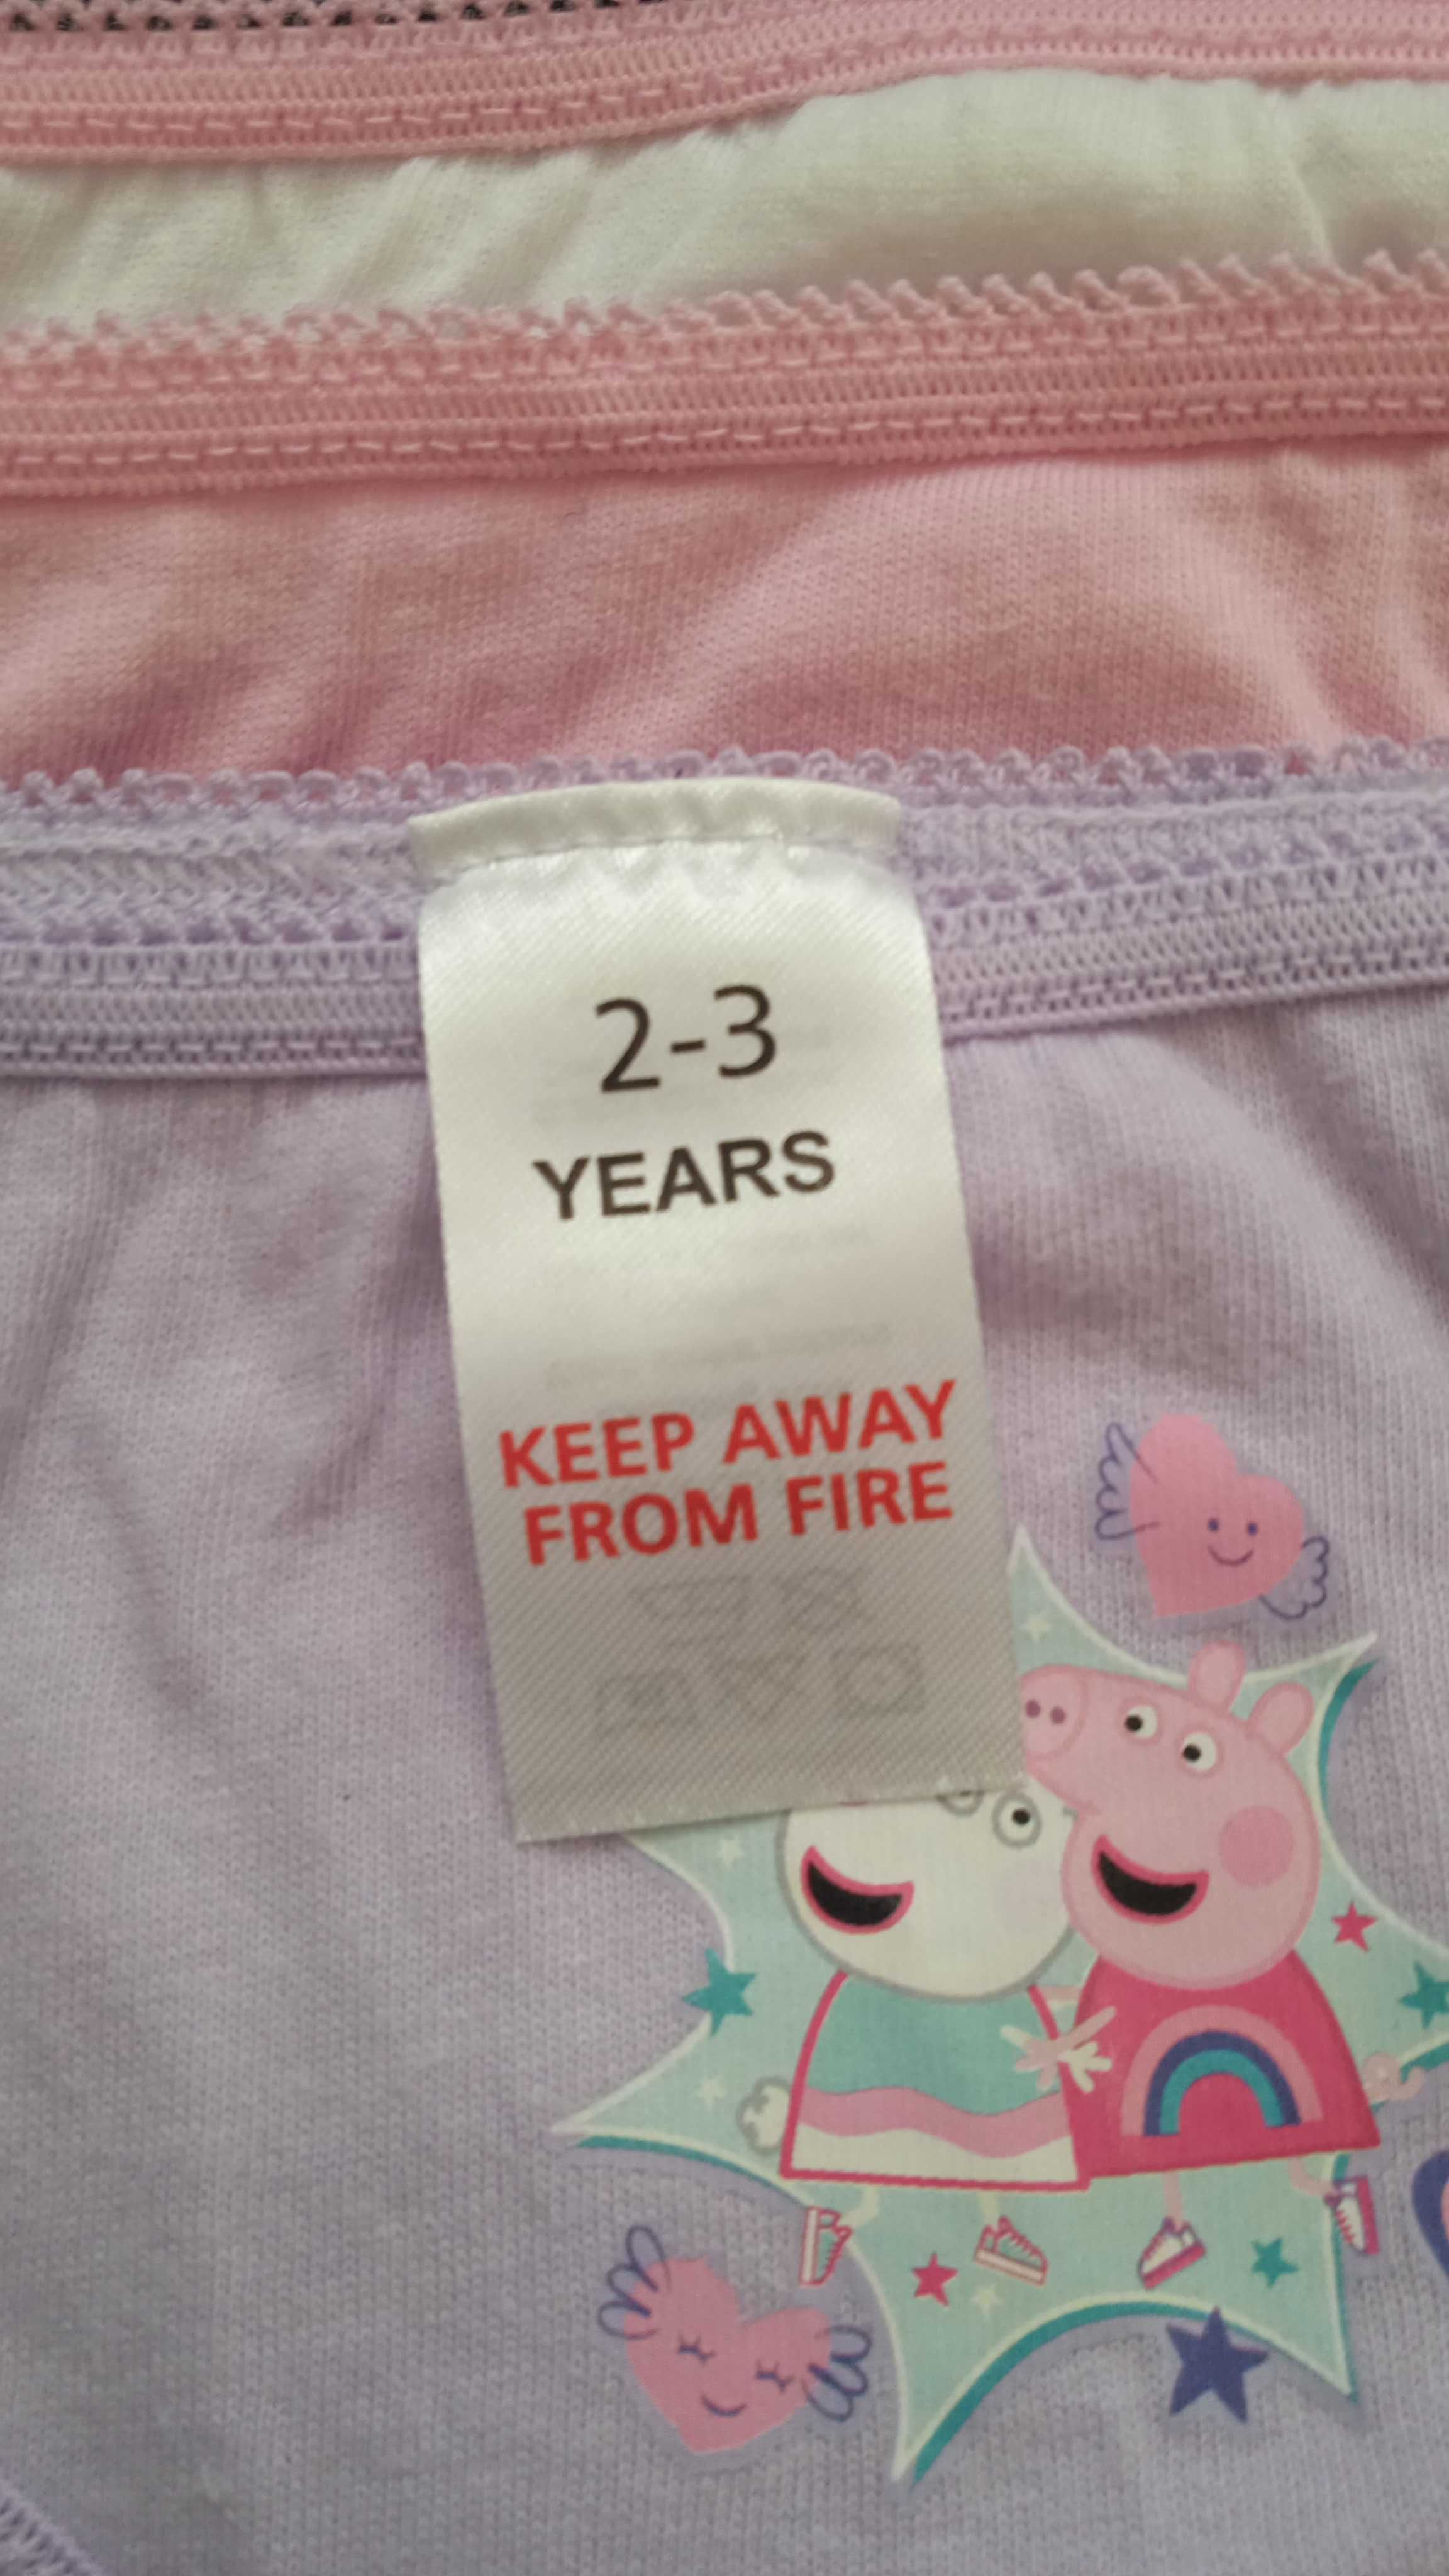 2-3
YEARS
KEEP AWAY
FROM FIRE